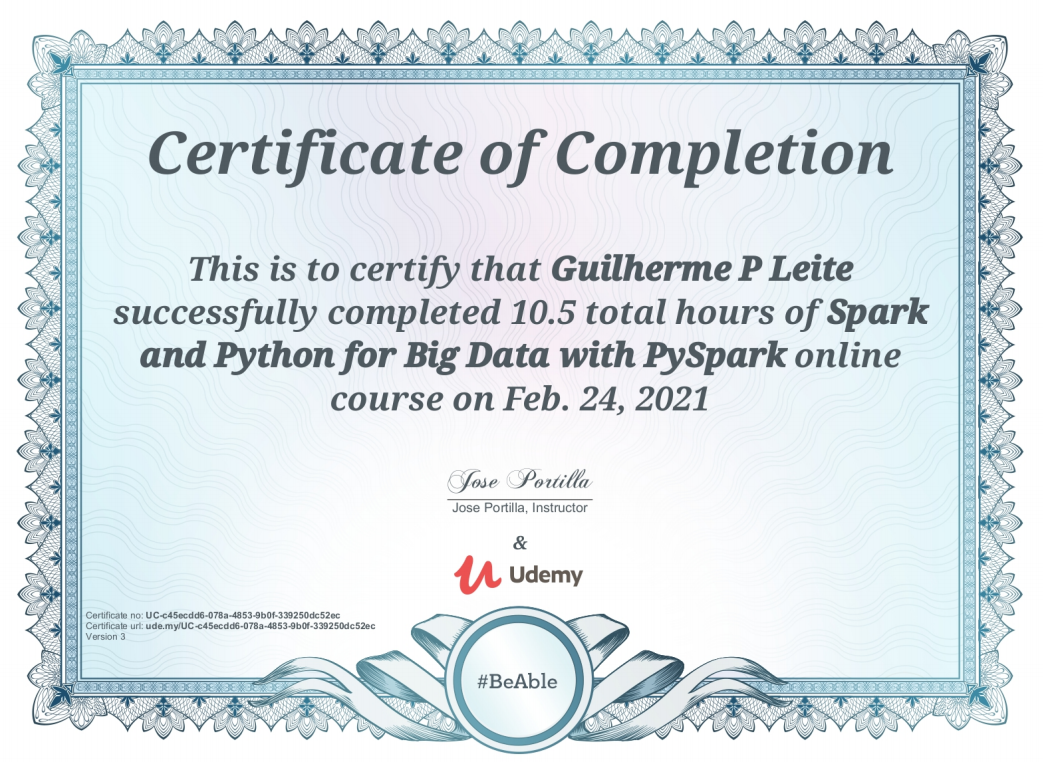 Certificate of Completion
This is to certify that Guilherme P Leite
successfully completed 10.5 total hours of Spark
and Python for Big Data with PySpark online
course on Feb. 24, 2021
Jose Portilla
Jose Portilla, Instructor
&
Udemy
Certificate no: UC-c45ecdd6-078a-4853-9b0f-339250dc52ec
Certificate url: ude.my/UC-c45ecdd6-078a-4853-9b0f-339250dc52ec
Version 3
#BeAble